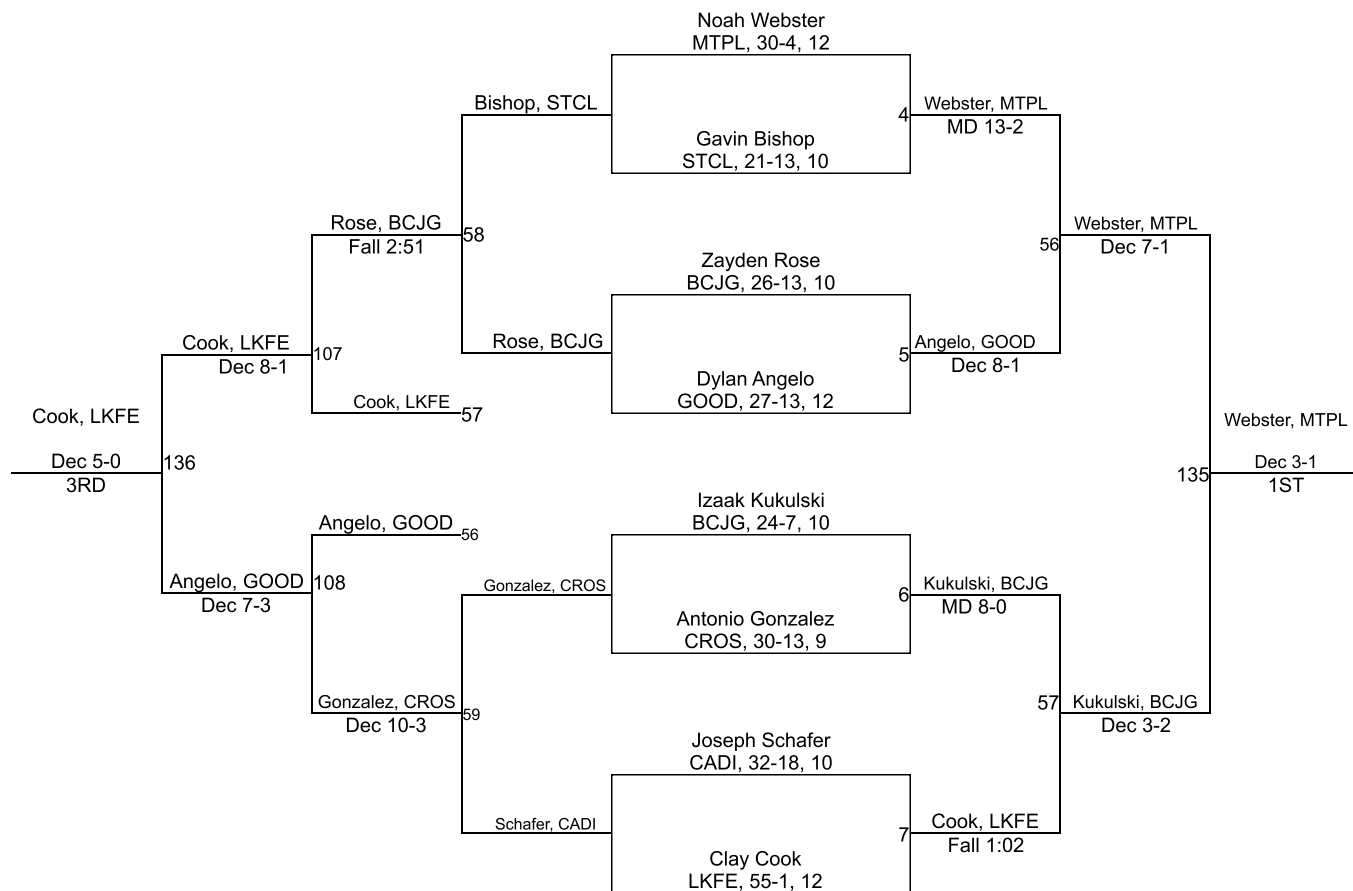 Noah Webster
MTPL, 30-4, 12
Bishop, STCL
4
Webster, MTPL
MD 13-2
Gavin Bishop
STCL, 21-13, 10
Rose, BCJG
Fall 2:51
58
56
Webster, MTPL
Dec 7-1
Zayden Rose
BCJG, 26-13, 10
Rose, BCJG
5
Angelo, GOOD
Dec 8-1
Cook, LKFE
Dec 8-1
107
Dylan Angelo
GOOD, 27-13, 12
Cook, LKFE
57
Cook, LKFE
Dec 5-0
3RD
136
135
Webster, MTPL
Dec 3-1
1ST
Izaak Kukulski
BCJG, 24-7, 10
Angelo, GOOD
56
Angelo, GOOD
Dec 7-3
108
Gonzalez, CROS
6
Kukulski, BCJG
MD 8-0
Antonio Gonzalez
CROS, 30-13, 9
Gonzalez, CROS
Dec 10-3
59
57
Kukulski, BCJG
Dec 3-2
Joseph Schafer
CADI, 32-18, 10
Schafer, CADI
7
Cook, LKFE
Fall 1:02
Clay Cook
LKFE, 55-1, 12